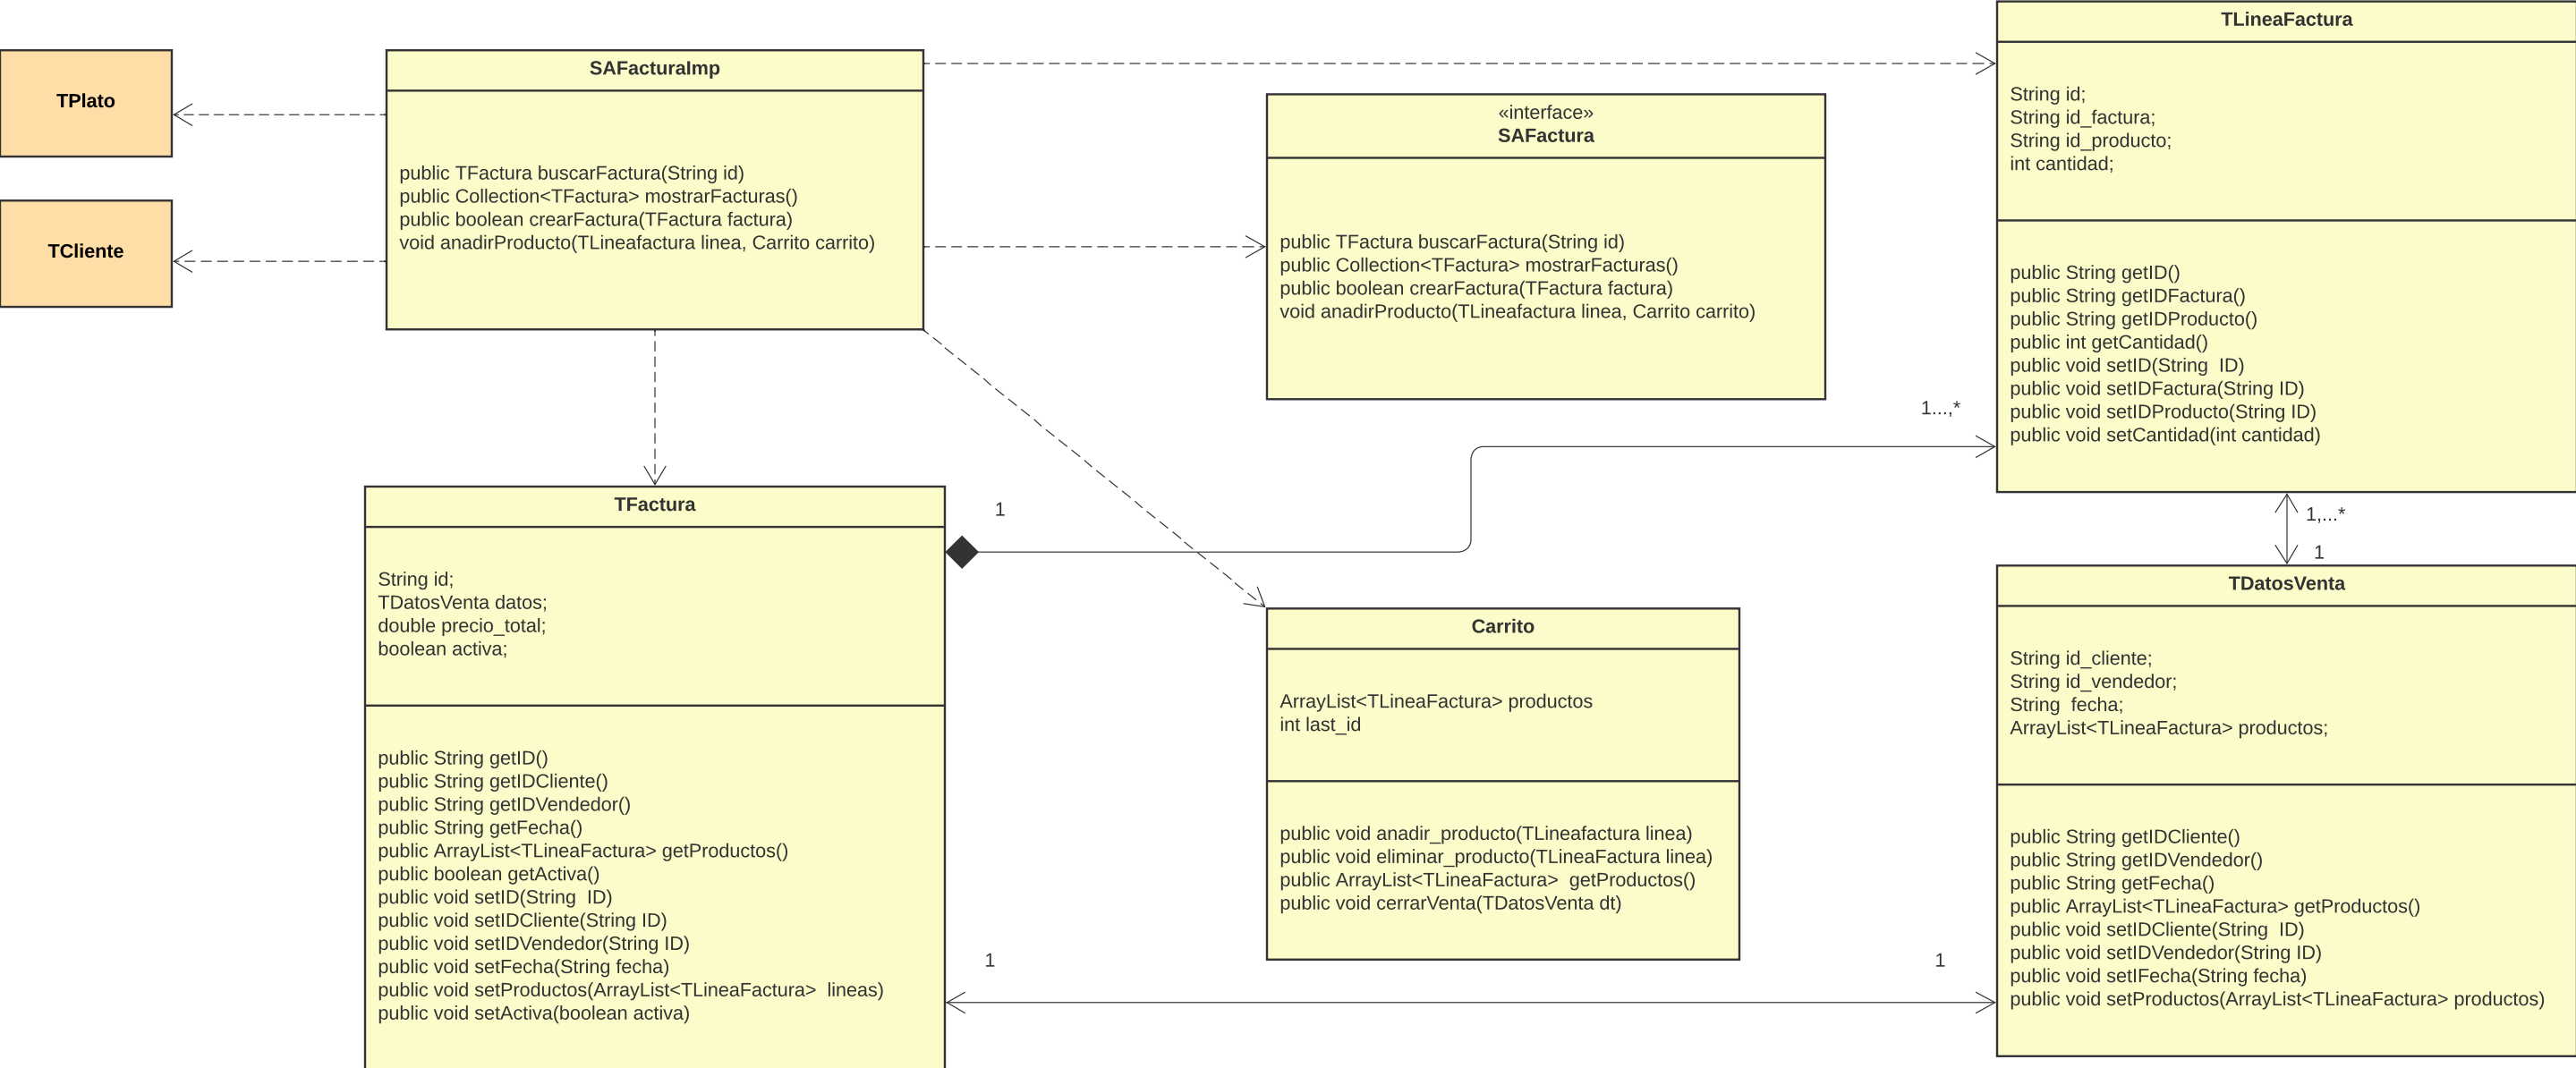 TPlato
TCliente
SAFacturaImp
public TFactura buscarFactura(String id)
public Collection<TFactura> mostrarFacturas()
public boolean crearFactura(TFactura factura)
void anadirProducto(TLineafactura linea, Carrito carrito)
«interface»
SAFactura
public TFactura buscarFactura(String id)
public Collection<TFactura> mostrarFacturas()
public boolean crearFactura(TFactura factura)
void anadirProducto(TLineafactura linea, Carrito carrito)
TLineaFactura
String id;
String id_factura;
String id_producto;
int cantidad;
public String getID()
public String getIDFactura()
public String getIDProducto()
public int getCantidad()
public void setID(String  ID)
public void setIDFactura(String ID)
public void setIDProducto(String ID)
public void setCantidad(int cantidad)
1...,*
1
1,...*
1
TFactura
String id;
TDatosVenta datos;
double precio_total;
boolean activa;
public String getID()
public String getIDCliente()
public String getIDVendedor()
public String getFecha()
public ArrayList<TLineaFactura> getProductos()
public boolean getActiva()
public void setID(String  ID)
public void setIDCliente(String ID)
public void setIDVendedor(String ID)
public void setFecha(String fecha)
public void setProductos(ArrayList<TLineaFactura>  lineas)
public void setActiva(boolean activa)
Carrito
ArrayList<TLineaFactura> productos
int last_id
public void anadir_producto(TLineafactura linea)
public void eliminar_producto(TLineaFactura linea)
public ArrayList<TLineaFactura>  getProductos()
public void cerrarVenta(TDatosVenta dt)
TDatosVenta
String id_cliente;
String id_vendedor;
String  fecha;
ArrayList<TLineaFactura> productos;
public String getIDCliente()
public String getIDVendedor()
public String getFecha()
public ArrayList<TLineaFactura> getProductos()
public void setIDCliente(String  ID)
public void setIDVendedor(String ID)
public void setIFecha(String fecha)
public void setProductos(ArrayList<TLineaFactura> productos)
1
1